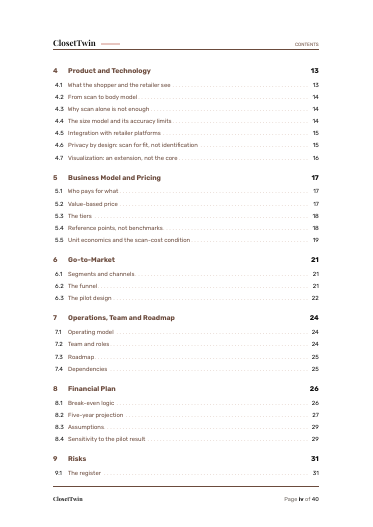 ClosetTwin
CONTENTS
4 Product and Technology 13
4.1 What the shopper and the retailer see 13
4.2 From scan to body model 14
4.3 Why scan alone is not enough 14
4.4 The size model and its accuracy limits 14
4.5 Integration with retailer platforms 15
4.6 Privacy by design: scan for fit, not identification 15
4.7 Visualization: an extension, not the core 16
5 Business Model and Pricing 17
5.1 Who pays for what 17
5.2 Value-based price 17
5.3 The tiers 18
5.4 Reference points, not benchmarks 18
5.5 Unit economics and the scan-cost condition 19
6 Go-to-Market 21
6.1 Segments and channels 21
6.2 The funnel 21
6.3 The pilot design 22
7 Operations, Team and Roadmap 24
7.1 Operating model 24
7.2 Team and roles 24
7.3 Roadmap 25
7.4 Dependencies 25
8 Financial Plan 26
8.1 Break-even logic 26
8.2 Five-year projection 27
8.3 Assumptions 29
8.4 Sensitivity to the pilot result 29
9 Risks 31
9.1 The register 31
ClosetTwin
Page iv of 40